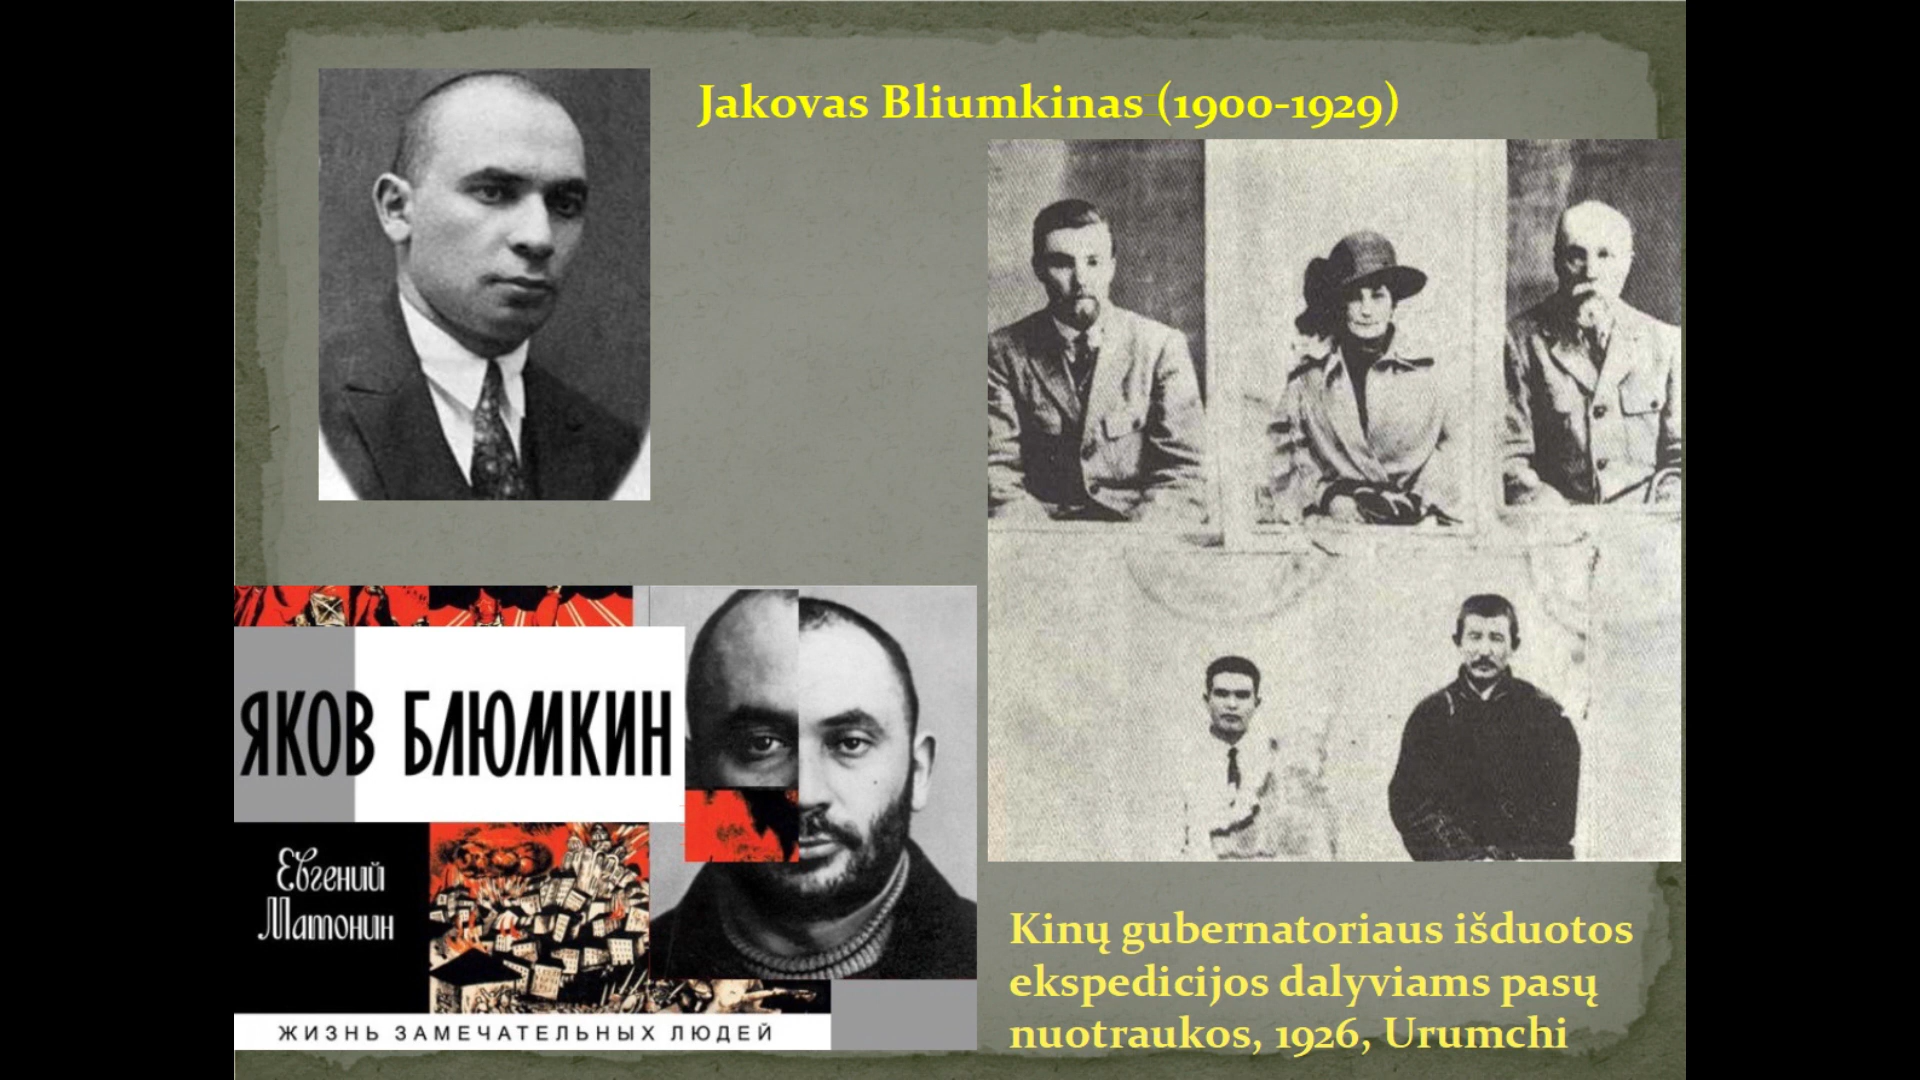 Jakovas Bliumkinas (1900-1929)
ЯКОВ БЛЮМКИН
Евгений
Матонин
ЖИЗНЬ ЗАМЕЧАТЕЛЬНЫХ ЛЮДЕЙ
Kinų gubernatoriaus išduotos
ekspedicijos dalyviams pasų
nuotraukos, 1926, Urumchi